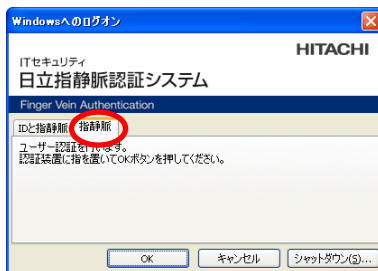 Windowsへのログオン
HITACHI
ITセキュリティ
日立指静脈認証システム
Finger Vein Authentication
IDと指静脈 指静脈
ユーザー認証を行います。
認証装置に指を置いてOKボタンを押してください。
OK キャンセル シャットダウン(S)...